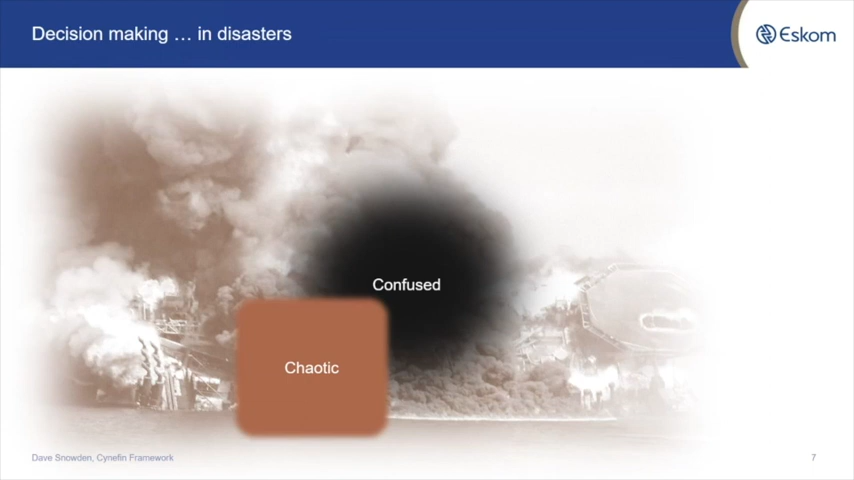 Decision making … in disasters
Eskom
Confused
Chaotic
Dave Snowden, Cynefin Framework
7